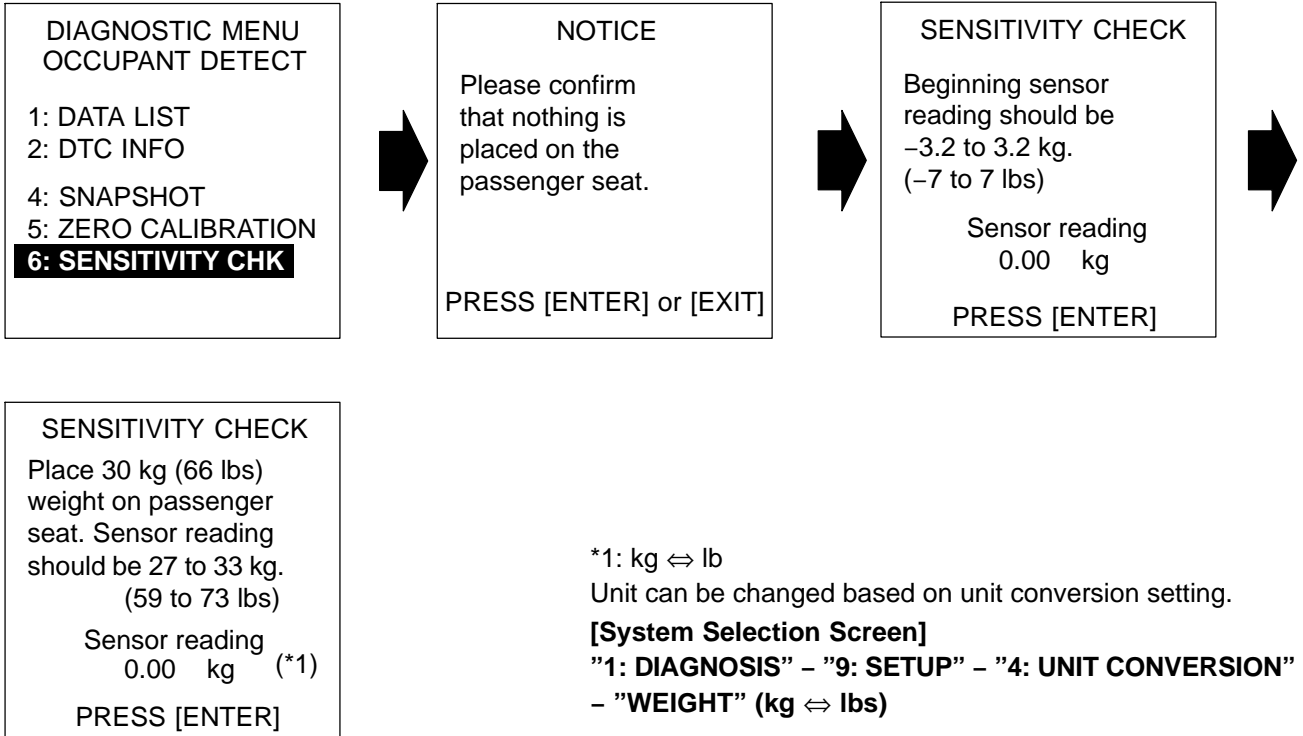 DIAGNOSTIC MENU
OCCUPANT DETECT
1: DATA LIST
2: DTC INFO
4: SNAPSHOT
5: ZERO CALIBRATION
6: SENSITIVITY CHK
NOTICE
Please confirm
that nothing is
placed on the
passenger seat.
PRESS [ENTER] or [EXIT]
SENSITIVITY CHECK
Beginning sensor
reading should be
−3.2 to 3.2 kg.
(−7 to 7 lbs)
Sensor reading
0.00 kg
PRESS [ENTER]
SENSITIVITY CHECK
Place 30 kg (66 lbs)
weight on passenger
seat. Sensor reading
should be 27 to 33 kg.
(59 to 73 lbs)
Sensor reading
0.00 kg (*1)
PRESS [ENTER]
*1: kg ⇔ lb
Unit can be changed based on unit conversion setting.
[System Selection Screen]
”1: DIAGNOSIS” – ”9: SETUP” – ”4: UNIT CONVERSION”
– ”WEIGHT” (kg ⇔ lbs)